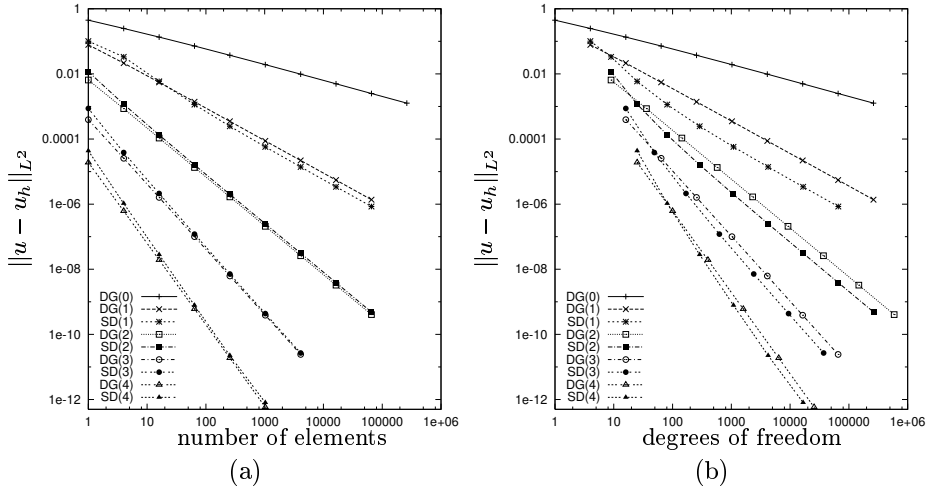 1
0.01
0.0001
1e-06
1e-08
1e-10
1e-12
||u − u_h||_{L^2}
DG(0)
DG(1)
SD(1)
DG(2)
SD(2)
DG(3)
SD(3)
DG(4)
SD(4)
1 10 100 1000 10000 100000 1e+06
number of elements
(a)
1
0.01
0.0001
1e-06
1e-08
1e-10
1e-12
||u − u_h||_{L^2}
DG(0)
DG(1)
SD(1)
DG(2)
SD(2)
DG(3)
SD(3)
DG(4)
SD(4)
1 10 100 1000 10000 100000 1e+06
degrees of freedom
(b)